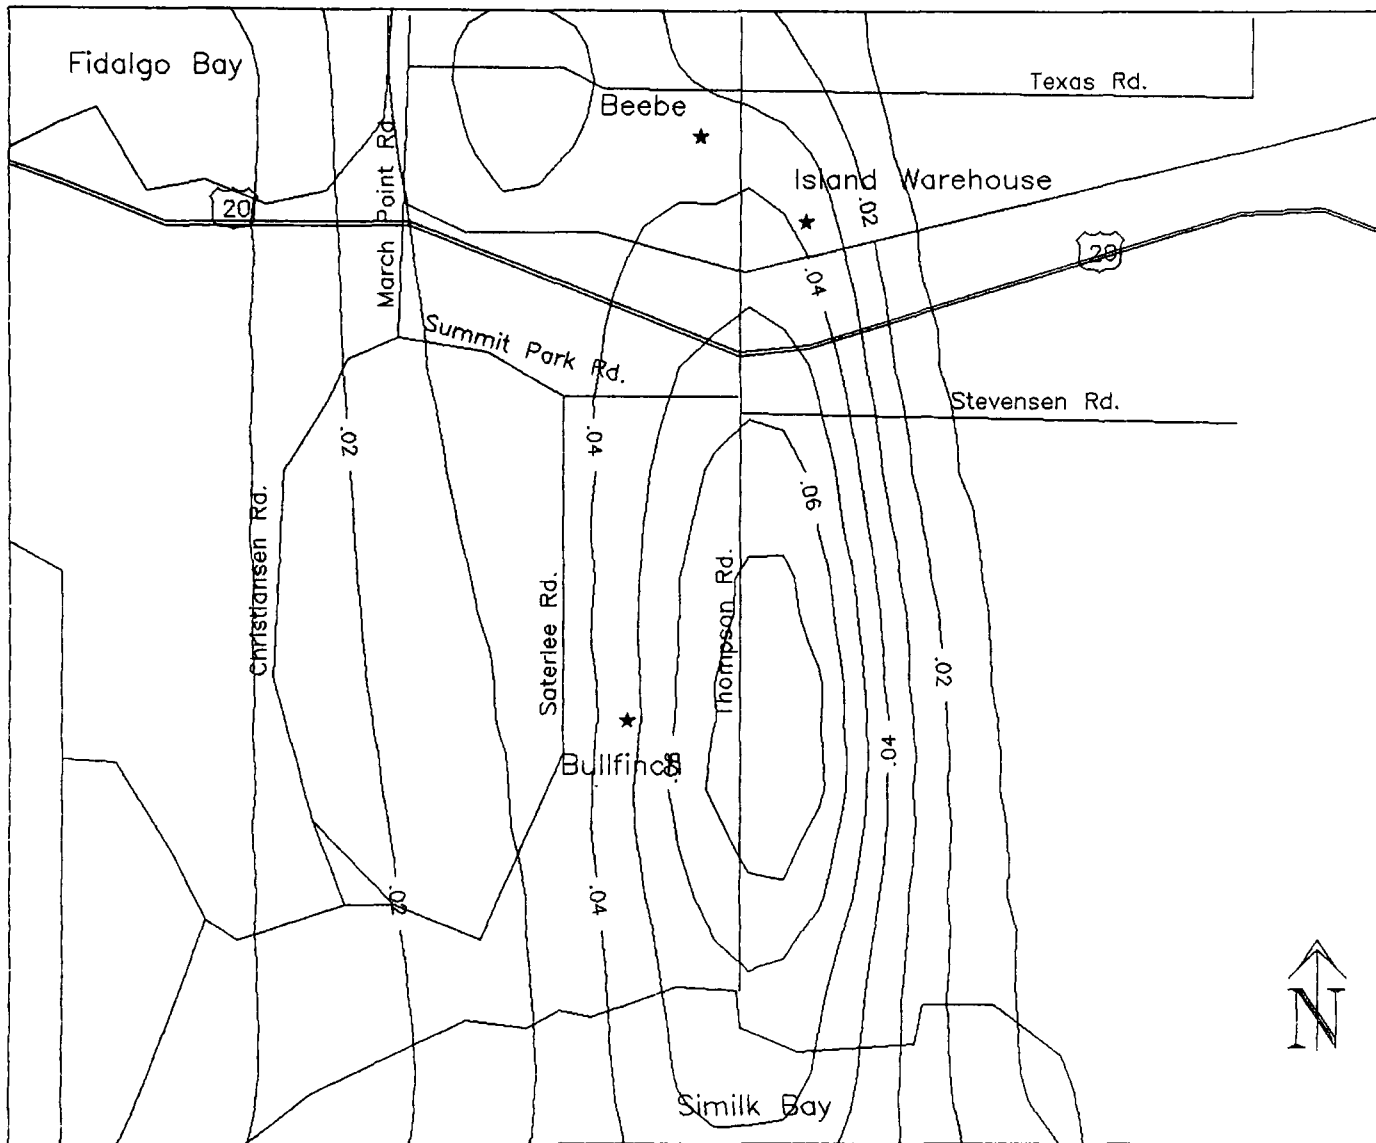 Fidalgo Bay
Texas Rd.
Beebe
March Point Rd.
Island Warehouse
20
.02
20
.04
Summit Park Rd.
Stevensen Rd.
.02
.04
.06
Christiansen Rd.
Saterlee Rd.
Thompson Rd.
.02
.04
Bullfinch
.02
.04
N
Similk Bay